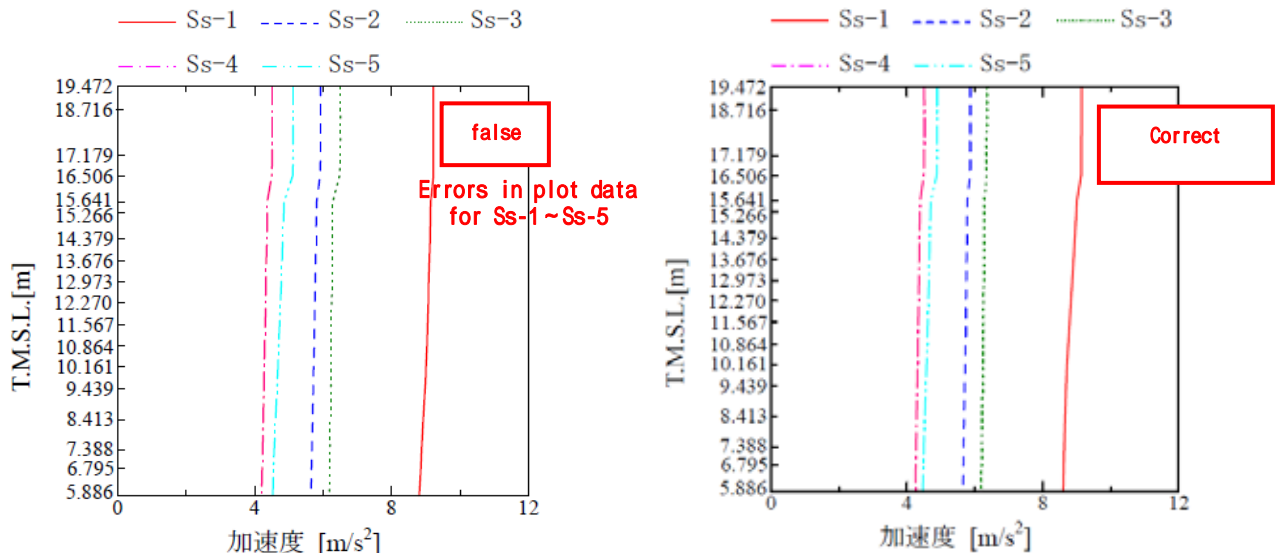 Ss-1 Ss-2 Ss-3
Ss-4 Ss-5
19.472
18.716
17.179
16.506
15.641
15.266
14.379
13.676
12.973
12.270
11.567
10.864
10.161
9.439
8.413
7.388
6.795
5.886
T.M.S.L.[m]
0 4 8 12
加速度 [m/s²]
false
Errors in plot data
for Ss-1~Ss-5
Ss-1 Ss-2 Ss-3
Ss-4 Ss-5
19.472
18.716
17.179
16.506
15.641
15.266
14.379
13.676
12.973
12.270
11.567
10.864
10.161
9.439
8.413
7.388
6.795
5.886
T.M.S.L.[m]
0 4 8 12
加速度 [m/s²]
Correct